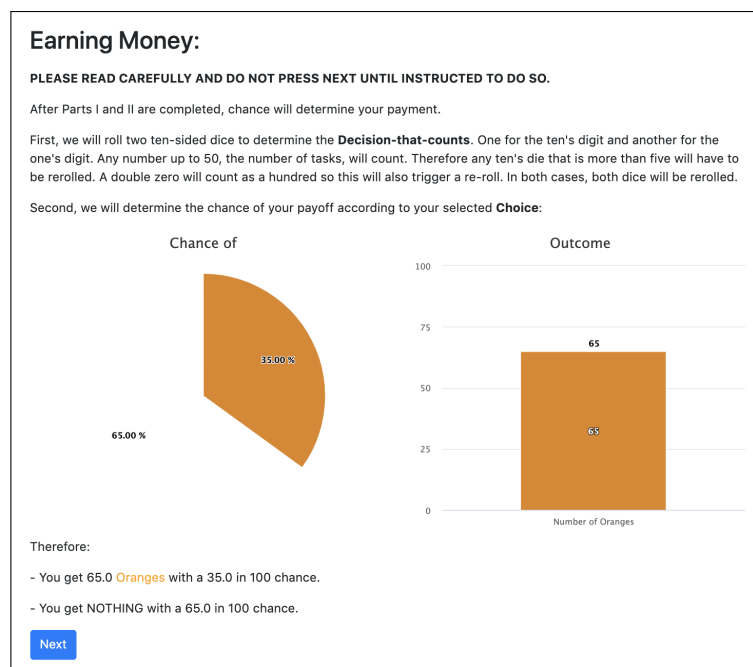 Earning Money:
PLEASE READ CAREFULLY AND DO NOT PRESS NEXT UNTIL INSTRUCTED TO DO SO.
After Parts I and II are completed, chance will determine your payment.
First, we will roll two ten-sided dice to determine the Decision-that-counts. One for the ten's digit and another for the
one's digit. Any number up to 50, the number of tasks, will count. Therefore any ten's die that is more than five will have to
be rerolled. A double zero will count as a hundred so this will also trigger a re-roll. In both cases, both dice will be rerolled.
Second, we will determine the chance of your payoff according to your selected Choice:
Chance of
35.00 %
65.00 %
Outcome
100
75
50
25
0
65
65
Number of Oranges
Therefore:
- You get 65.0 Oranges with a 35.0 in 100 chance.
- You get NOTHING with a 65.0 in 100 chance.
Next